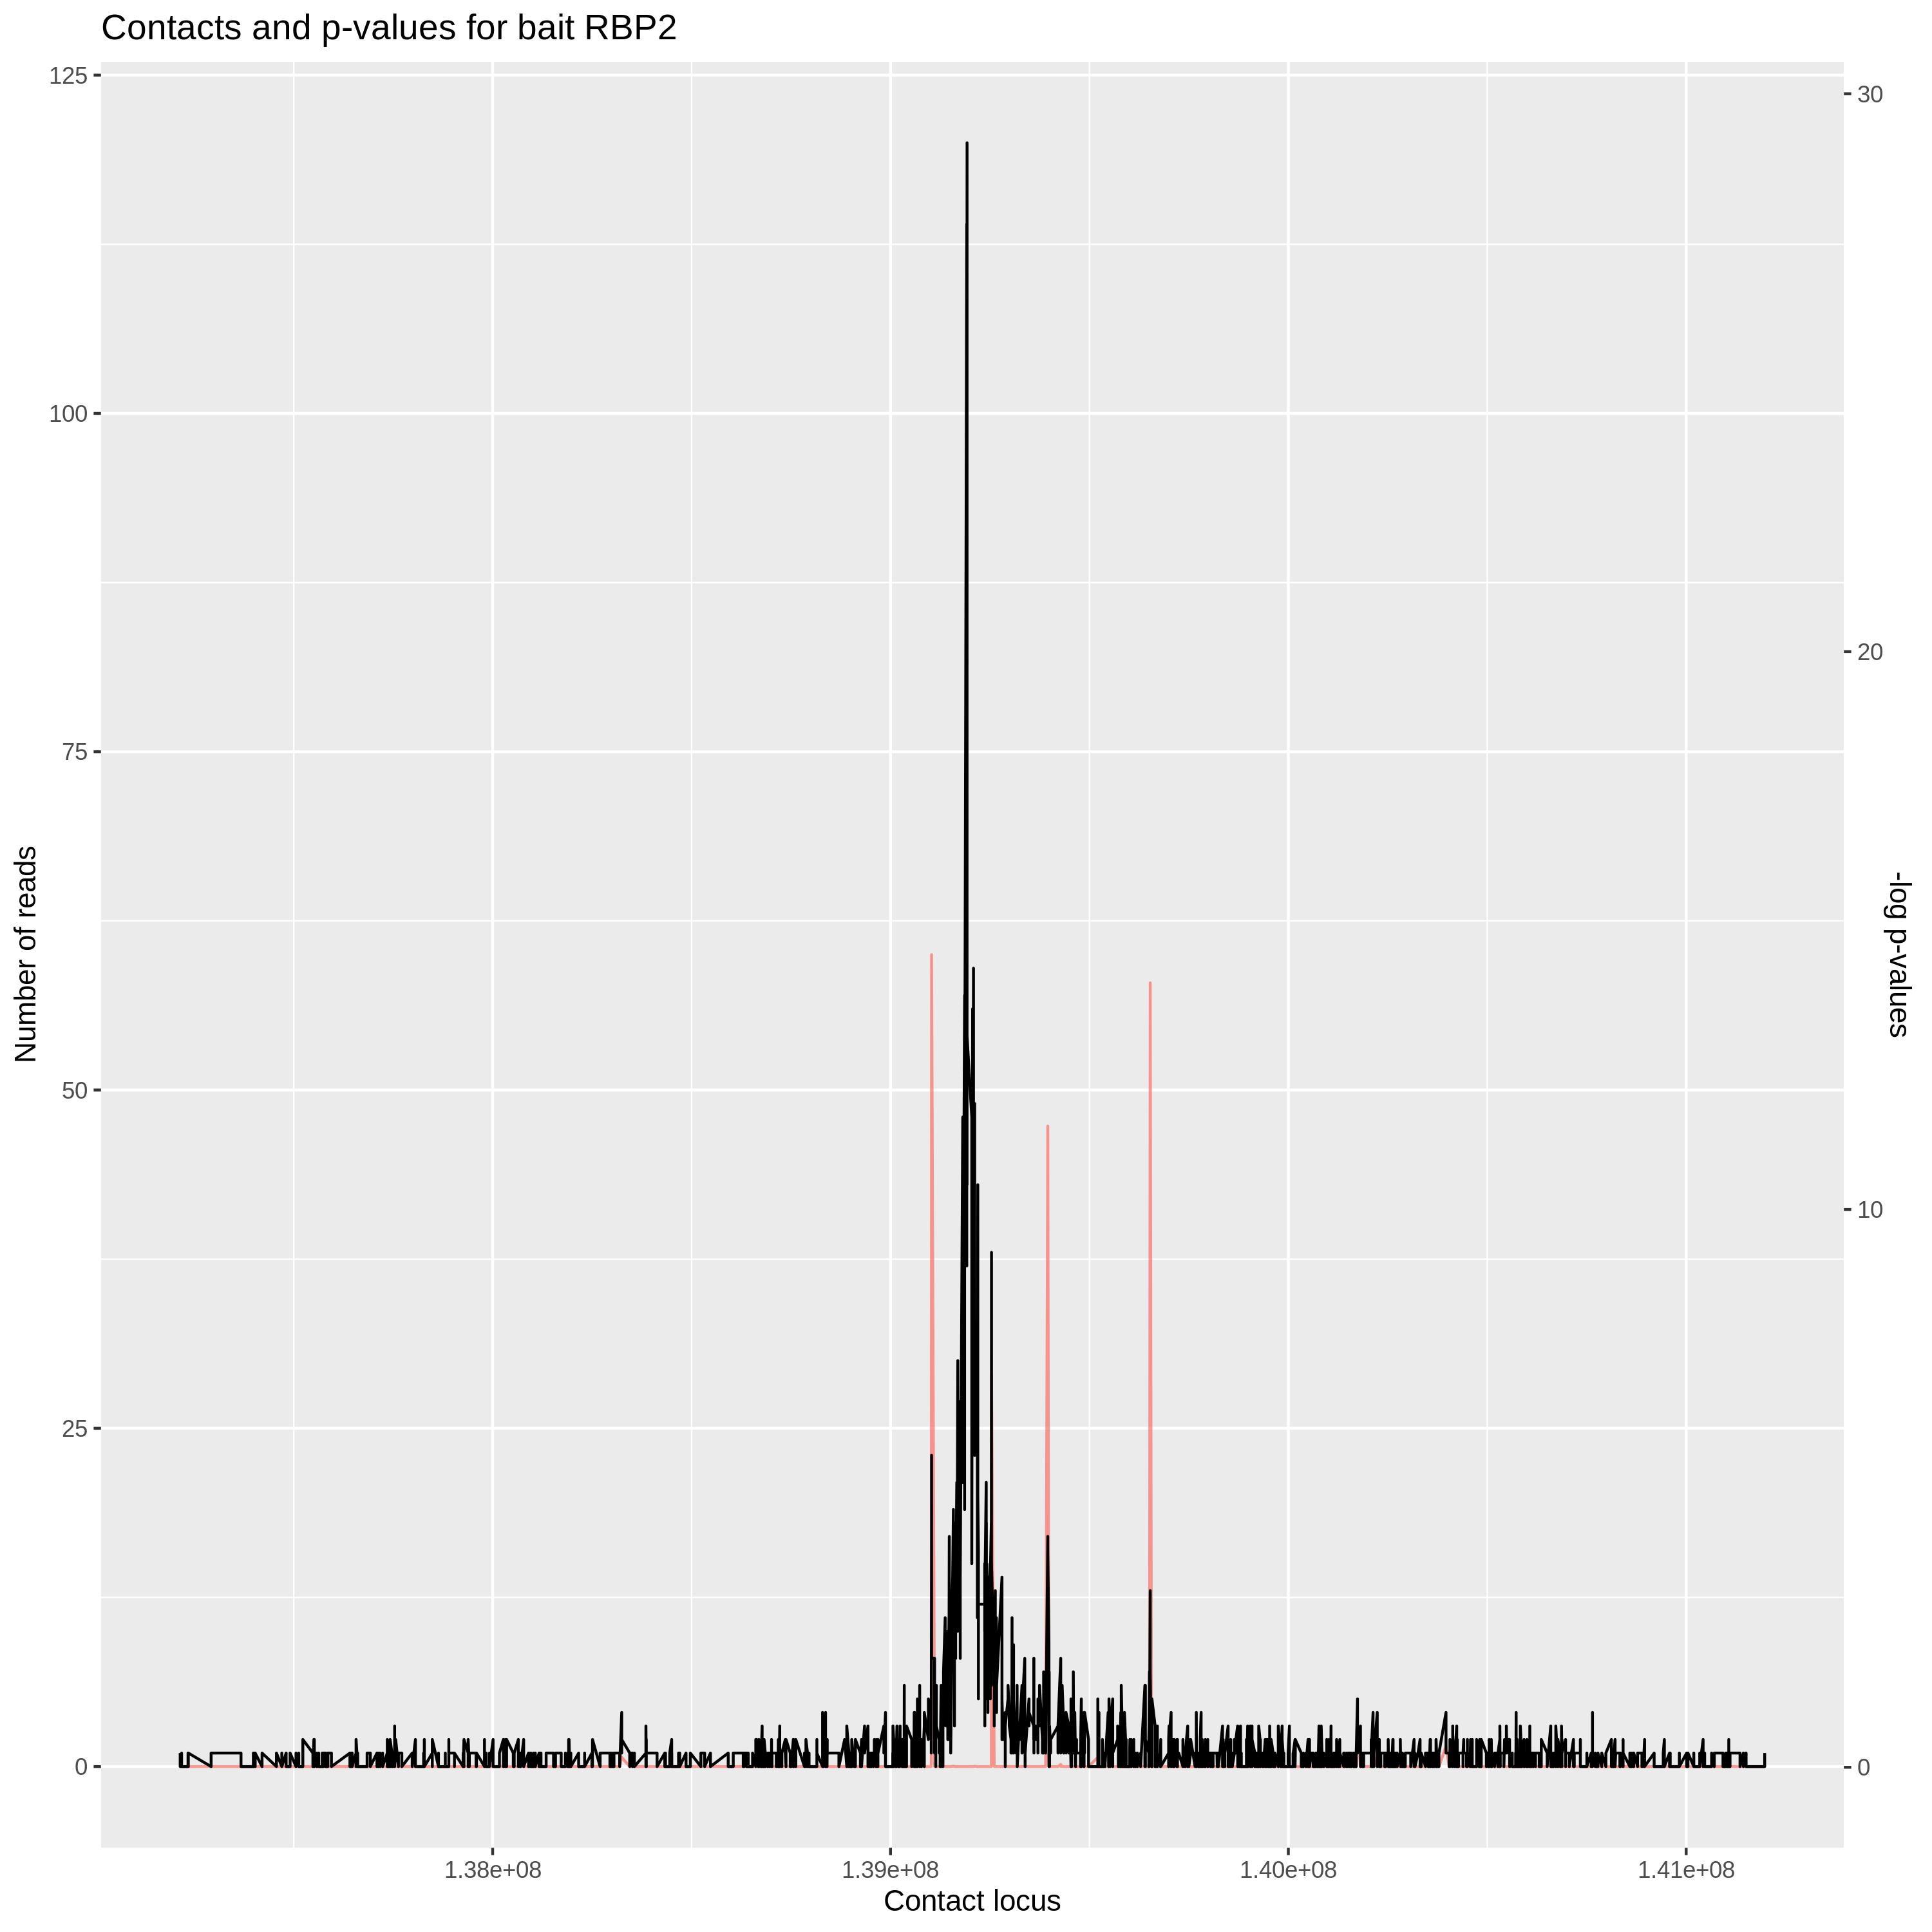 Contacts and p-values for bait RBP2
125
100
75
50
25
0
Number of reads
30
20
10
0
-log p-values
1.38e+08
1.39e+08
1.40e+08
1.41e+08
Contact locus